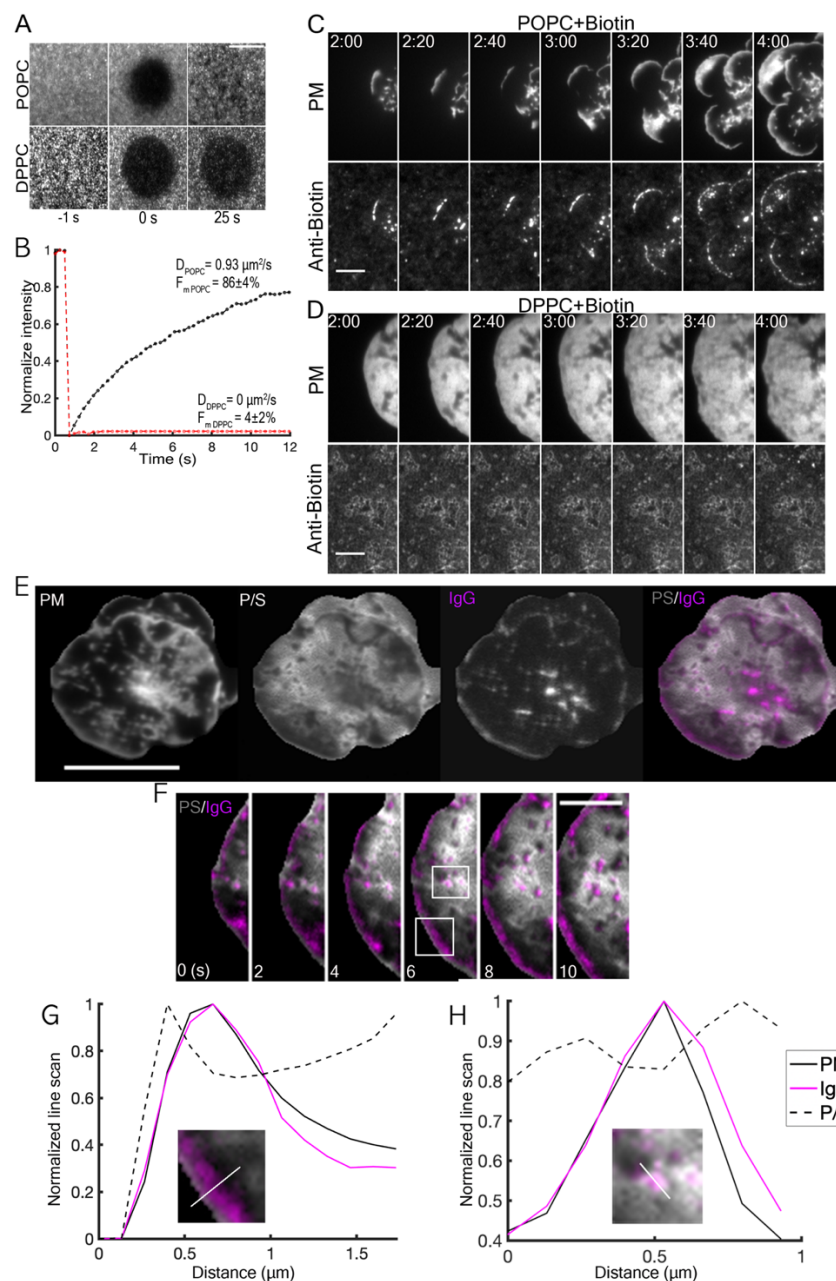 A
POPC
DPPC
-1 s
0 s
25 s
B
Normalize intensity
1
0.8
0.6
0.4
0.2
0
D_POPC = 0.93 µm²/s
F_m POPC = 86±4%
D_DPPC = 0 µm²/s
F_m DPPC = 4±2%
0 2 4 6 8 10 12
Time (s)
C
POPC+Biotin
PM
2:00 2:20 2:40 3:00 3:20 3:40 4:00
Anti-Biotin
D
DPPC+Biotin
PM
2:00 2:20 2:40 3:00 3:20 3:40 4:00
Anti-Biotin
E
PM
P/S
IgG
PS/IgG
F
PS/IgG
0 (s) 2 4 6 8 10
G
Normalized line scan
1
0.8
0.6
0.4
0.2
0
0 0.5 1 1.5
Distance (µm)
H
Normalized line scan
1
0.9
0.8
0.7
0.6
0.5
0.4
0 0.5 1
Distance (µm)
Pl
Ig
P/